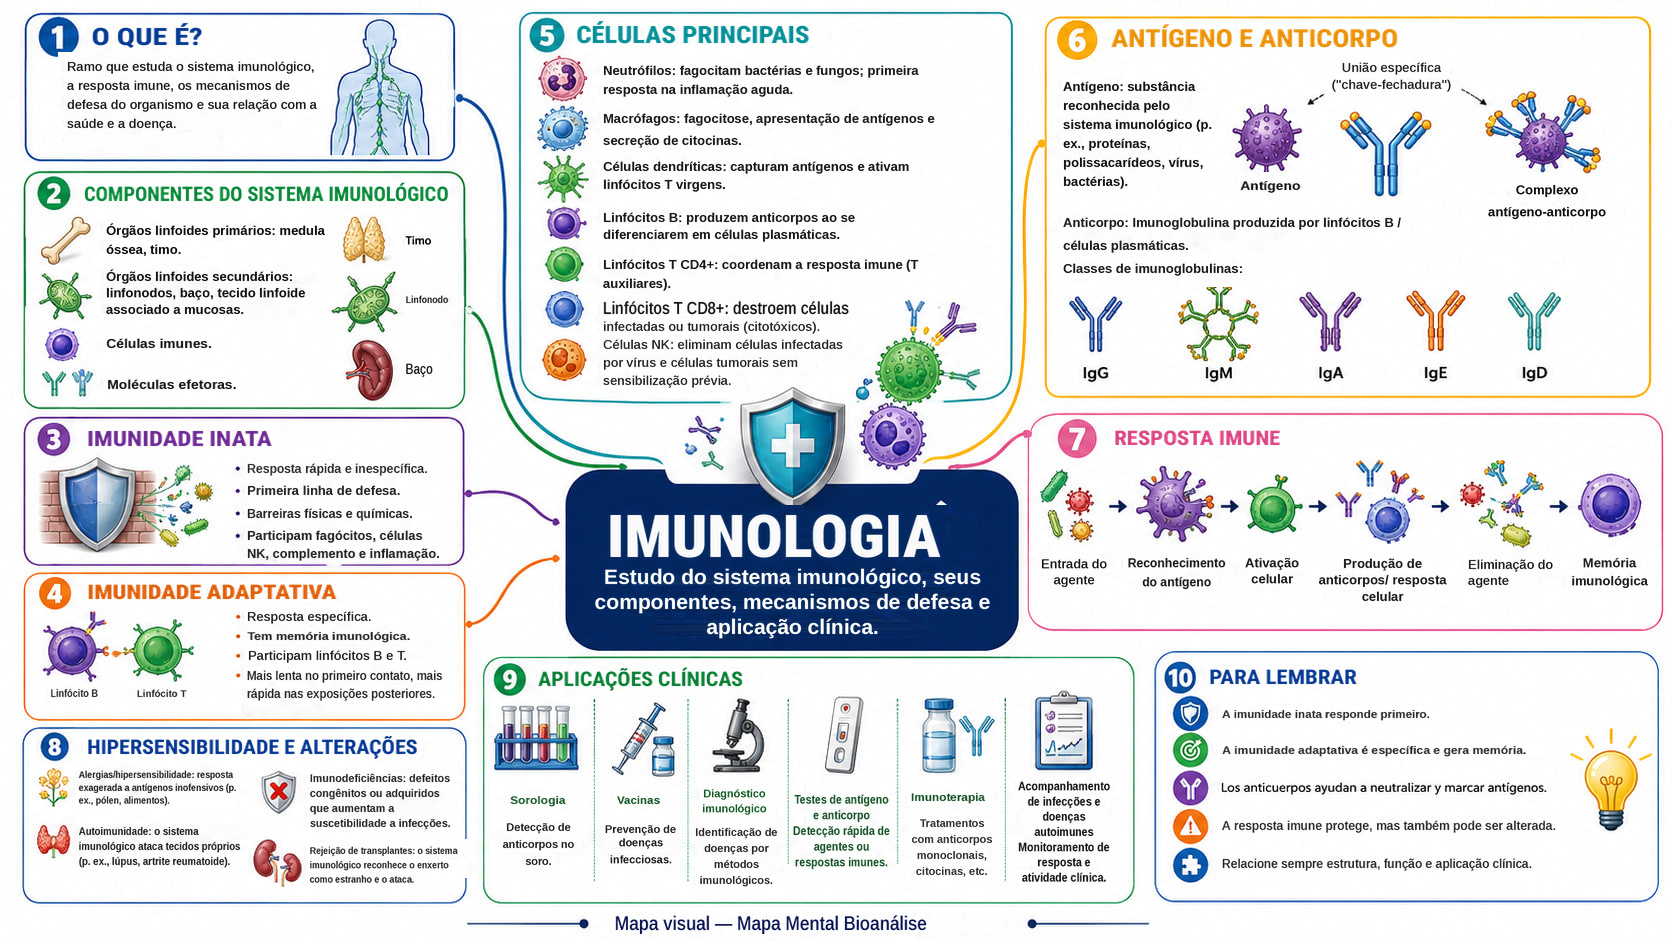 1 O QUE É?
Ramo que estuda o sistema imunológico,
a resposta imune, os mecanismos de
defesa do organismo e sua relação com a
saúde e a doença.
2 COMPONENTES DO SISTEMA IMUNOLÓGICO
Órgãos linfoides primários: medula
óssea, timo.
Timo
Órgãos linfoides secundários:
linfonodos, baço, tecido linfoide
associado a mucosas.
Linfonodo
Células imunes.
Baço
Moléculas efetoras.
3 IMUNIDADE INATA
• Resposta rápida e inespecífica.
• Primeira linha de defesa.
• Barreiras físicas e químicas.
• Participam fagócitos, células
NK, complemento e inflamação.
4 IMUNIDADE ADAPTATIVA
Linfócito B
Linfócito T
• Resposta específica.
• Tem memória imunológica.
• Participam linfócitos B e T.
• Mais lenta no primeiro contato, mais
rápida nas exposições posteriores.
5 CÉLULAS PRINCIPAIS
Neutrófilos: fagocitam bactérias e fungos; primeira
resposta na inflamação aguda.
Macrófagos: fagocitose, apresentação de antígenos e
secreção de citocinas.
Células dendríticas: capturam antígenos e ativam
linfócitos T virgens.
Linfócitos B: produzem anticorpos ao se
diferenciarem em células plasmáticas.
Linfócitos T CD4+: coordenam a resposta imune (T
auxiliares).
Linfócitos T CD8+: destroem células
infectadas ou tumorais (citotóxicos).
Células NK: eliminam células infectadas
por vírus e células tumorais sem
sensibilização prévia.
6 ANTÍGENO E ANTICORPO
Antígeno: substância
reconhecida pelo
sistema imunológico (p.
ex., proteínas,
polissacarídeos, vírus,
bactérias).
União específica
("chave-fechadura")
Antígeno
Complexo
antígeno-anticorpo
Anticorpo: Imunoglobulina produzida por linfócitos B /
células plasmáticas.
Classes de imunoglobulinas:
IgG
IgM
IgA
IgE
IgD
7 RESPOSTA IMUNE
Entrada do
agente
Reconhecimento
do antígeno
Ativação
celular
Produção de
anticorpos/ resposta
celular
Eliminação do
agente
Memória
imunológica
IMUNOLOGIA
Estudo do sistema imunológico, seus
componentes, mecanismos de defesa e
aplicação clínica.
8 HIPERSENSIBILIDADE E ALTERAÇÕES
Alergias/hipersensibilidade: resposta
exagerada a antígenos inofensivos (p.
ex., pólen, alimentos).
Autoimunidade: o sistema
imunológico ataca tecidos próprios
(p. ex., lúpus, artrite reumatoide).
Imunodeficiências: defeitos
congênitos ou adquiridos
que aumentam a
suscetibilidade a infecções.
Rejeição de transplantes: o sistema
imunológico reconhece o enxerto
como estranho e o ataca.
9 APLICAÇÕES CLÍNICAS
Sorologia
Detecção de
anticorpos no
soro.
Vacinas
Prevenção de
doenças
infecciosas.
Diagnóstico
imunológico
Identificação de
doenças por
métodos
imunológicos.
Testes de antígeno
e anticorpo
Detecção rápida de
agentes ou
respostas imunes.
Imunoterapia
Tratamentos
com anticorpos
monoclonais,
citocinas, etc.
Acompanhamento
de infecções e
doenças
autoimunes
Monitoramento de
resposta e
atividade clínica.
10 PARA LEMBRAR
A imunidade inata responde primeiro.
A imunidade adaptativa é específica e gera memória.
Los anticuerpos ayudan a neutralizar y marcar antígenos.
A resposta imune protege, mas também pode ser alterada.
Relacione sempre estrutura, função e aplicação clínica.
Mapa visual — Mapa Mental Bioanálise